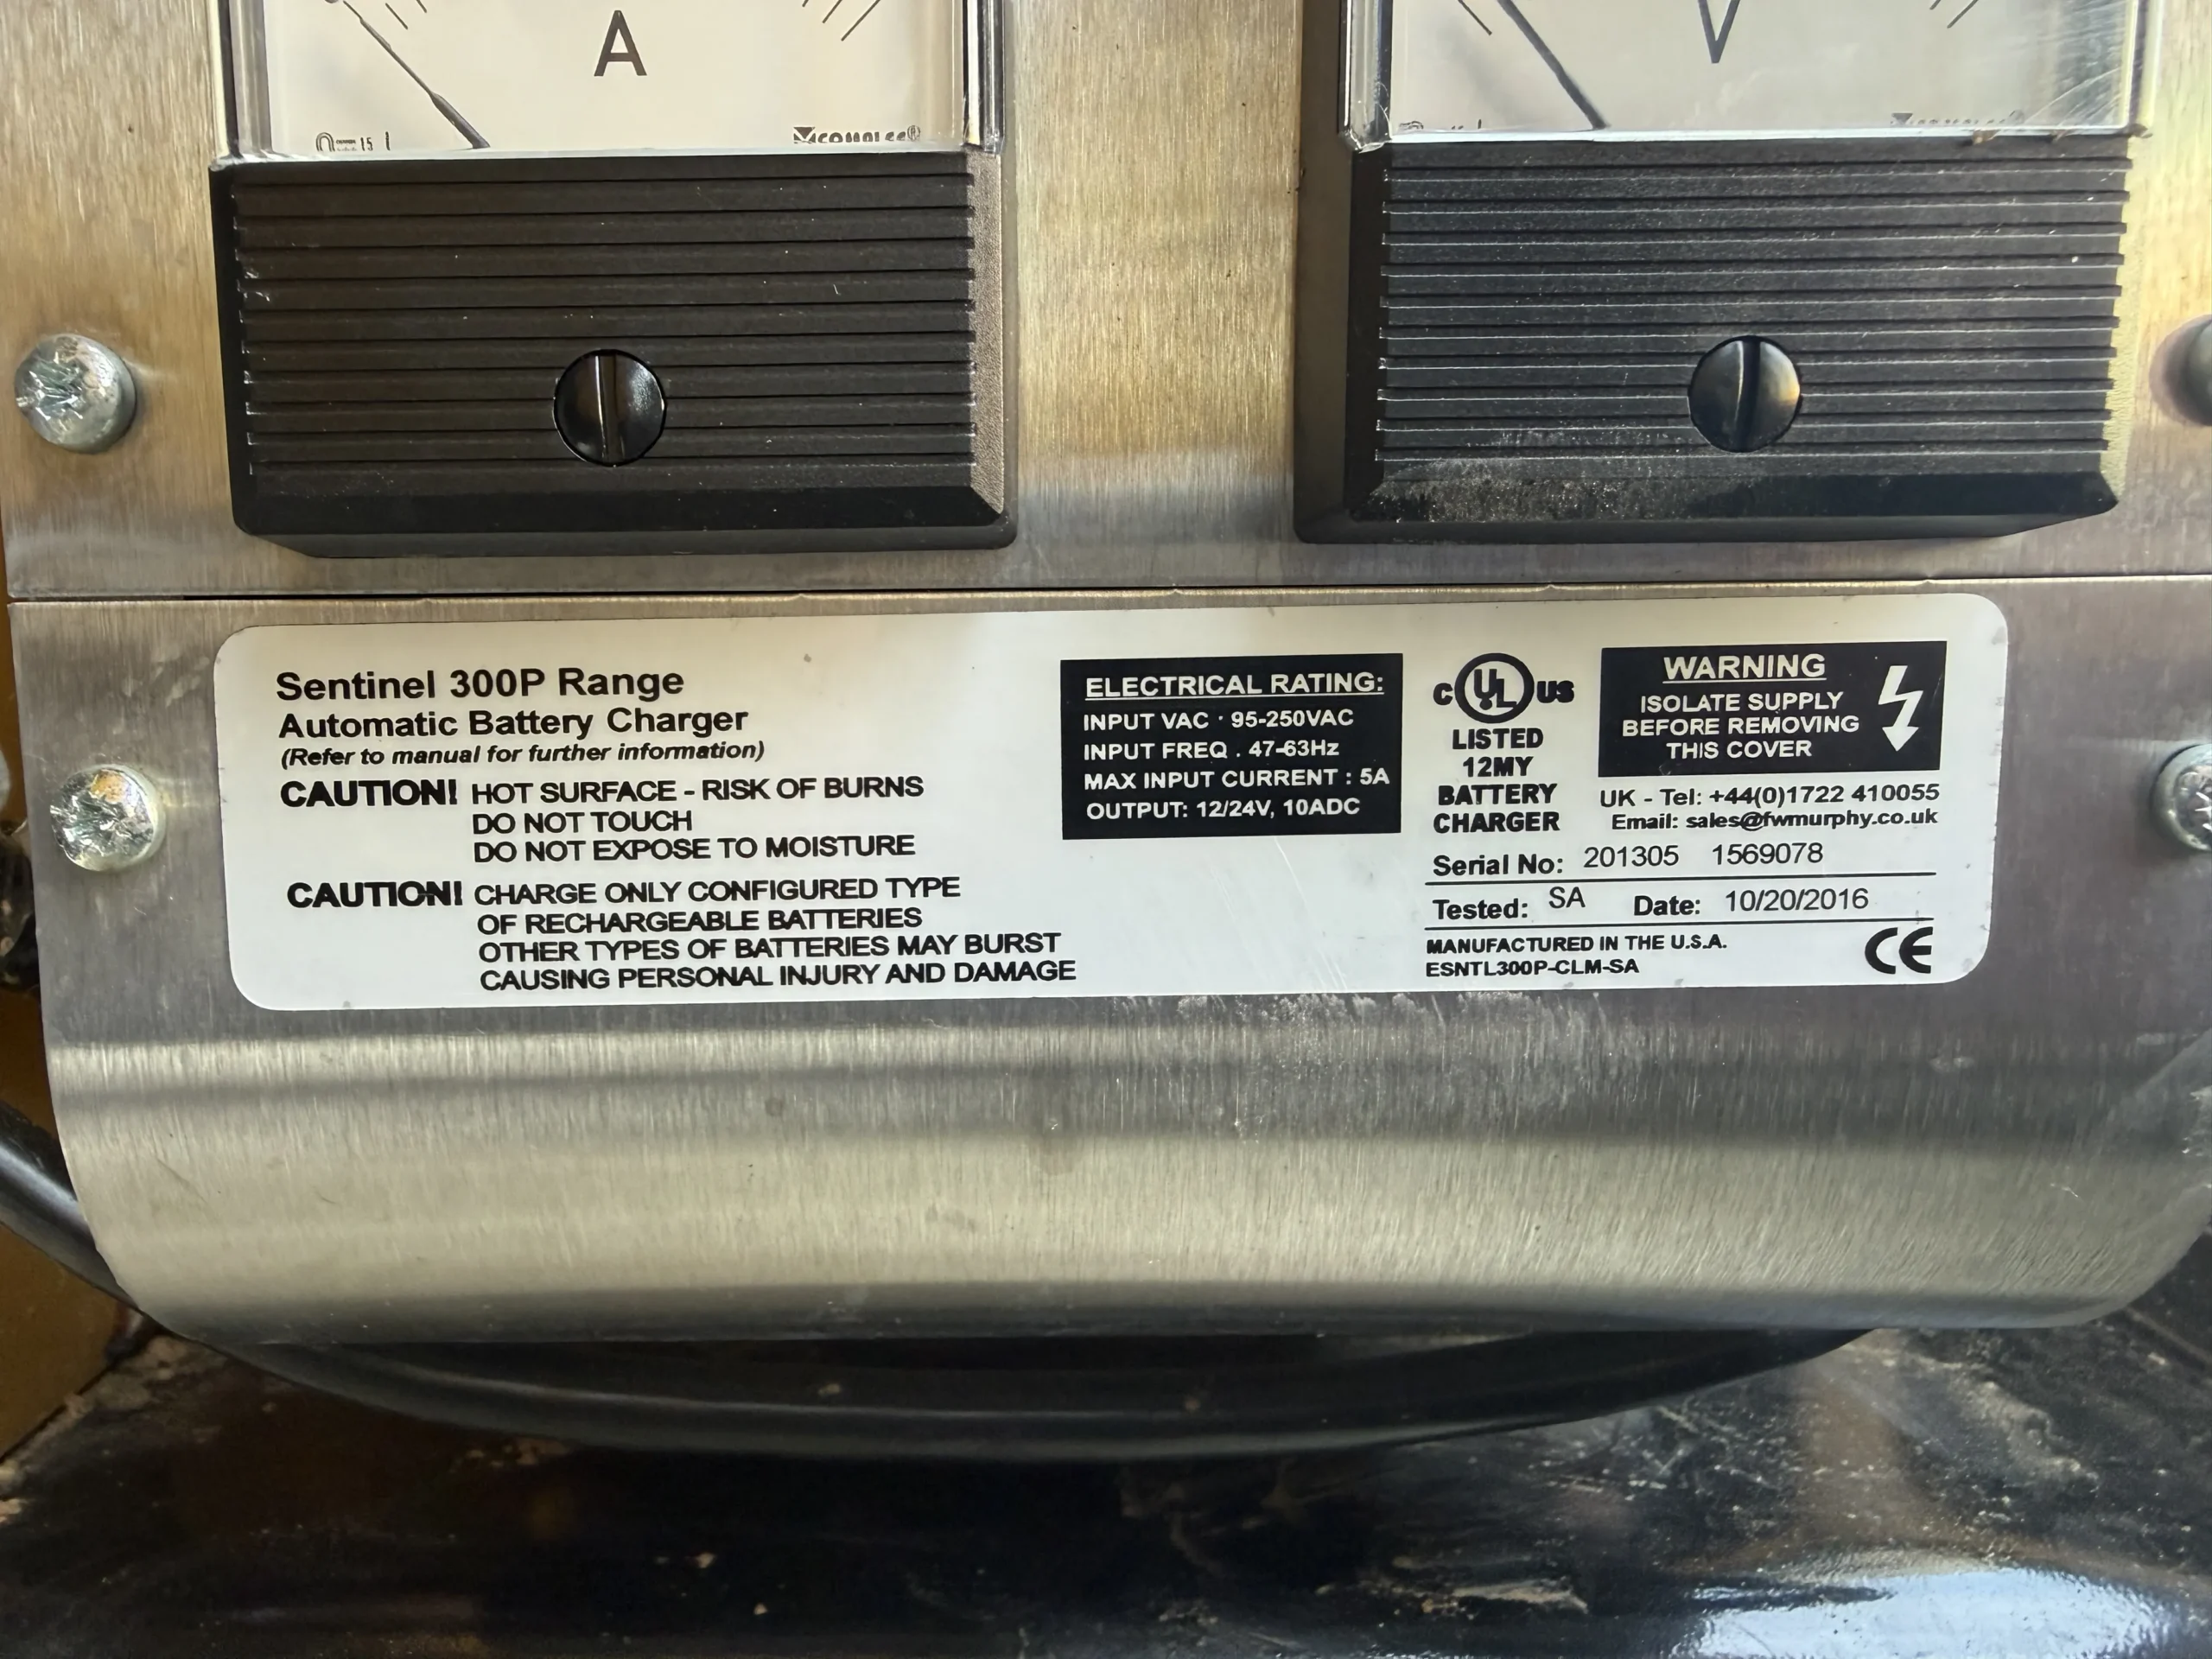 A
V
15
Sentinel 300P Range
Automatic Battery Charger
(Refer to manual for further information)
CAUTION! HOT SURFACE - RISK OF BURNS
DO NOT TOUCH
DO NOT EXPOSE TO MOISTURE
CAUTION! CHARGE ONLY CONFIGURED TYPE
OF RECHARGEABLE BATTERIES
OTHER TYPES OF BATTERIES MAY BURST
CAUSING PERSONAL INJURY AND DAMAGE
ELECTRICAL RATING:
INPUT VAC · 95-250VAC
INPUT FREQ . 47-63Hz
MAX INPUT CURRENT : 5A
OUTPUT: 12/24V, 10ADC
C UL US
LISTED
12MY
BATTERY
CHARGER
WARNING
ISOLATE SUPPLY
BEFORE REMOVING
THIS COVER
UK - Tel: +44(0)1722 410055
Email: sales@fwmurphy.co.uk
Serial No: 201305 1569078
Tested: SA Date: 10/20/2016
MANUFACTURED IN THE U.S.A.
ESNTL300P-CLM-SA
CE